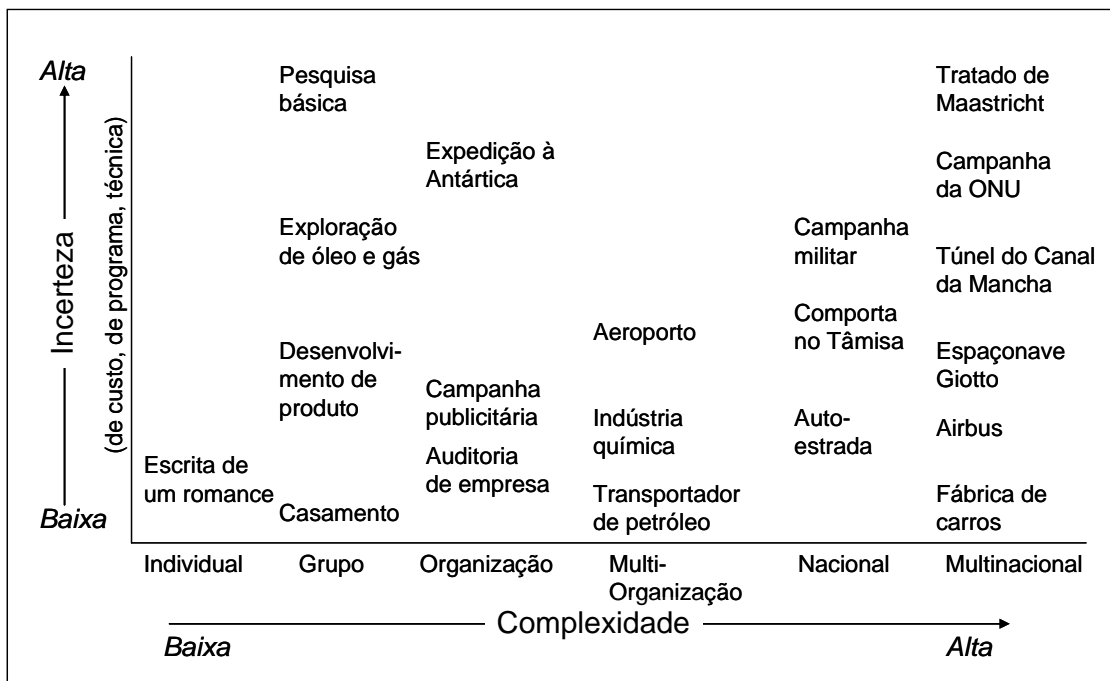 Alta
Incerteza
Baixa
(de custo, de programa, técnica)
Pesquisa
básica
Tratado de
Maastricht
Expedição à
Antártica
Campanha
da ONU
Exploração
de óleo e gás
Campanha
militar
Túnel do Canal
da Mancha
Aeroporto
Comporta
no Tâmisa
Desenvolvi-
mento de
produto
Espaçonave
Giotto
Campanha
publicitária
Indústria
química
Auto-
estrada
Airbus
Escrita de
um romance
Auditoria
de empresa
Casamento
Transportador
de petróleo
Fábrica de
carros
Individual
Grupo
Organização
Multi-
Organização
Nacional
Multinacional
Complexidade
Baixa
Alta